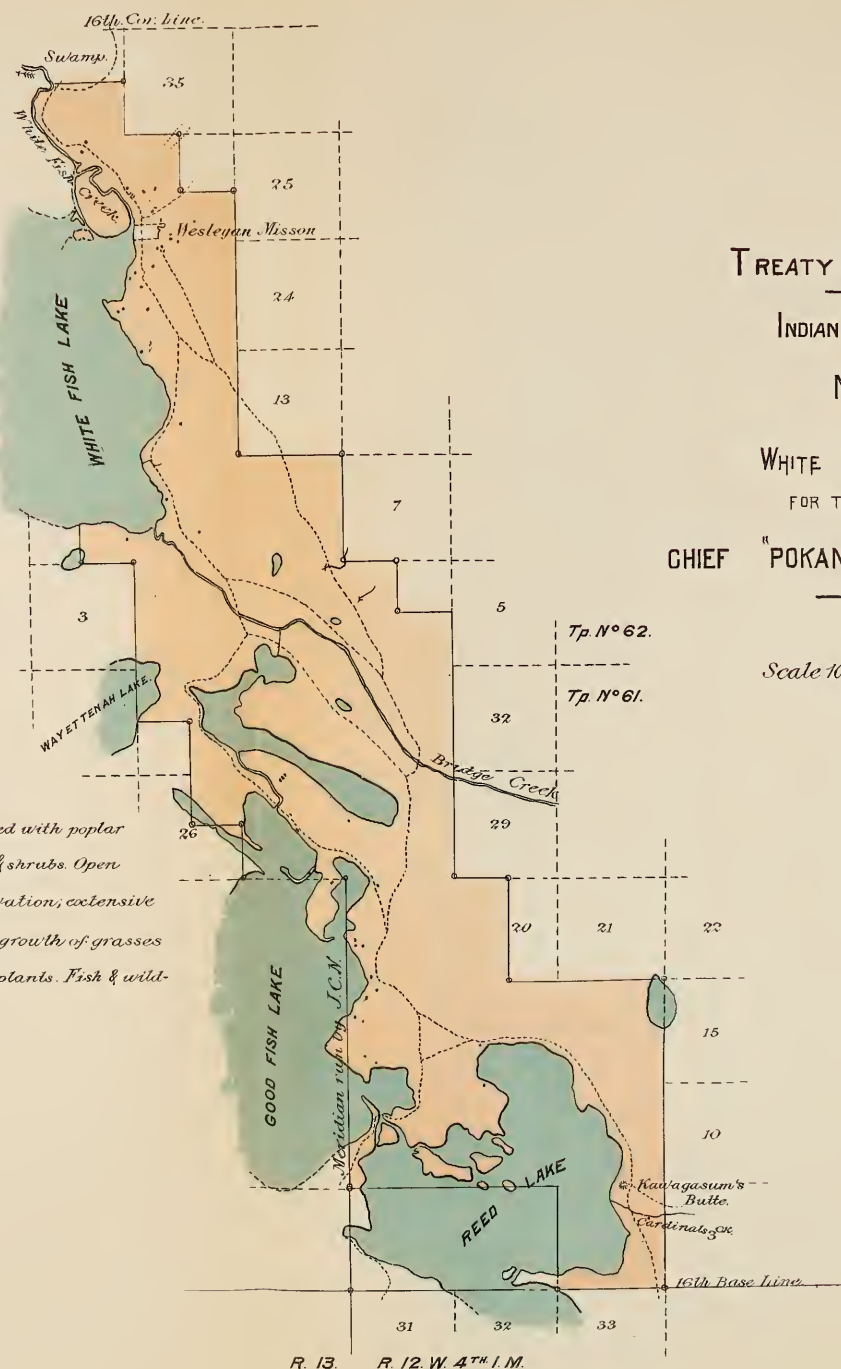 16th. Cor. Line.
Swamp.
35
White Fish Creek.
25
Wesleyan Misson
24
WHITE FISH LAKE
13
7
3
5
Tp. Nº 62.
WAYETTENAH LAKE.
32
Tp. Nº 61.
Bridge Creek
29
26
20
21
22
GOOD FISH LAKE
Meridian run by J.C.N.
15
10
REED LAKE
Kawagasum's
Butte.
Cardinals CK.
16th Base Line.
31
32
33
R. 13. R. 12. W. 4TH. I. M.
TREATY
INDIAN
N
WHITE
FOR T
CHIEF "POKAN
Scale 10
ed with poplar
& shrubs. Open
vation; extensive
growth of grasses
plants. Fish & wild-